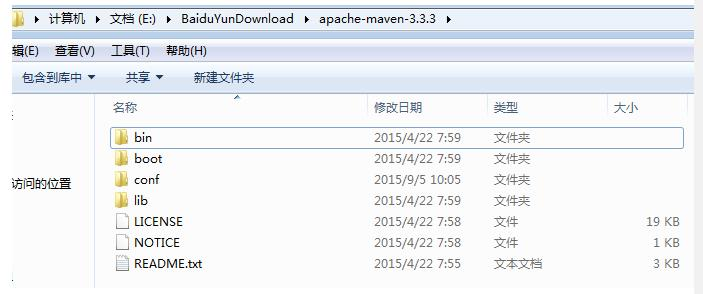 计算机 ▸ 文档 (E:) ▸ BaiduYunDownload ▸ apache-maven-3.3.3 ▸
辑(E) 查看(V) 工具(T) 帮助(H)
包含到库中 共享 新建文件夹
名称 修改日期 类型 大小
bin 2015/4/22 7:59 文件夹
boot 2015/4/22 7:59 文件夹
conf 2015/9/5 10:05 文件夹
访问的位置
lib 2015/4/22 7:59 文件夹
LICENSE 2015/4/22 7:58 文件 19 KB
NOTICE 2015/4/22 7:58 文件 1 KB
README.txt 2015/4/22 7:55 文本文档 3 KB